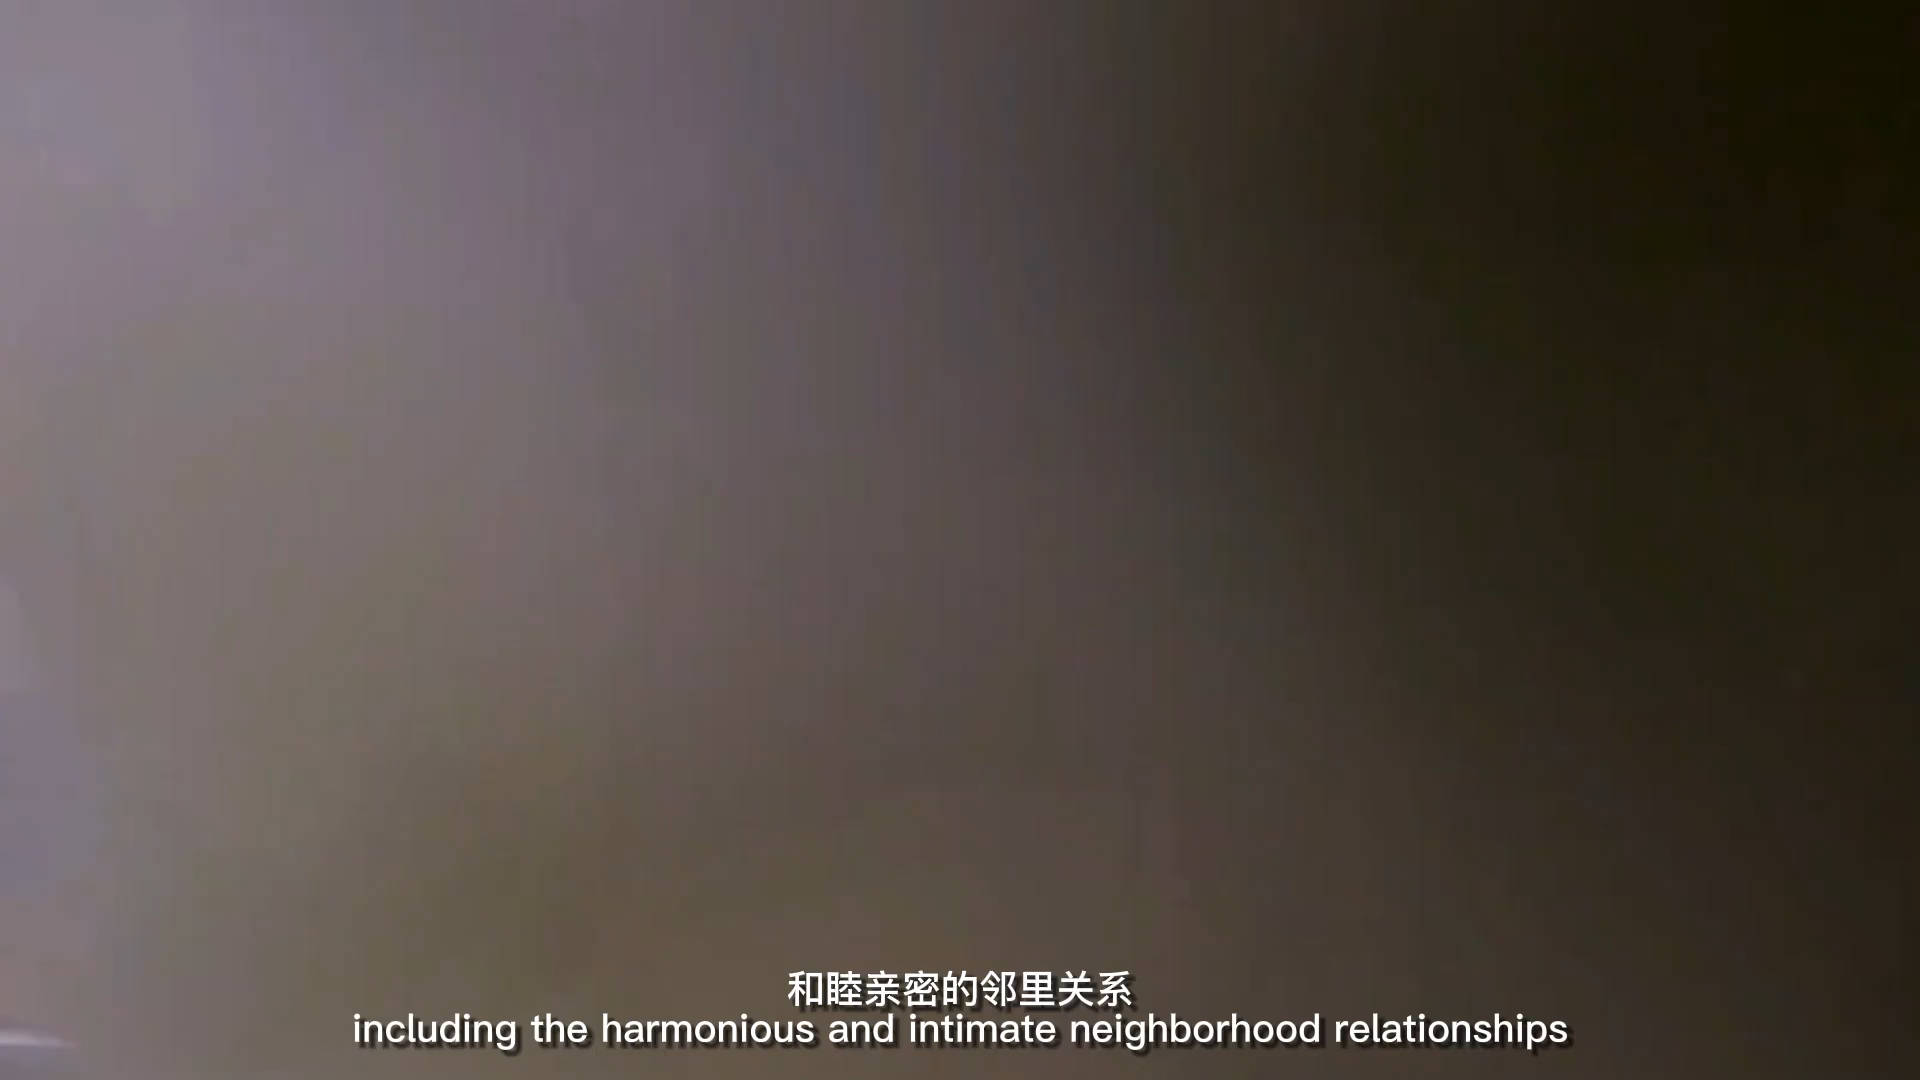 和睦亲密的邻里关系
including the harmonious and intimate neighborhood relationships